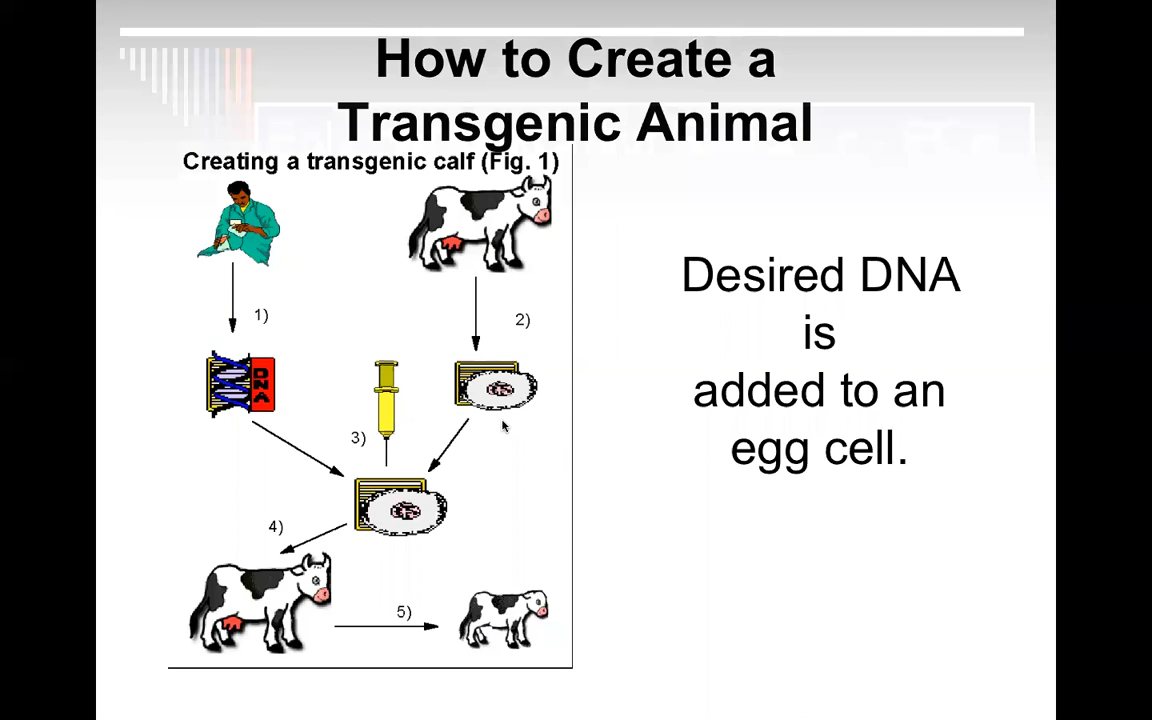 How to Create a
Transgenic Animal
Creating a transgenic calf (Fig. 1)
1)
2)
DNA
3)
4)
5)
Desired DNA
is
added to an
egg cell.